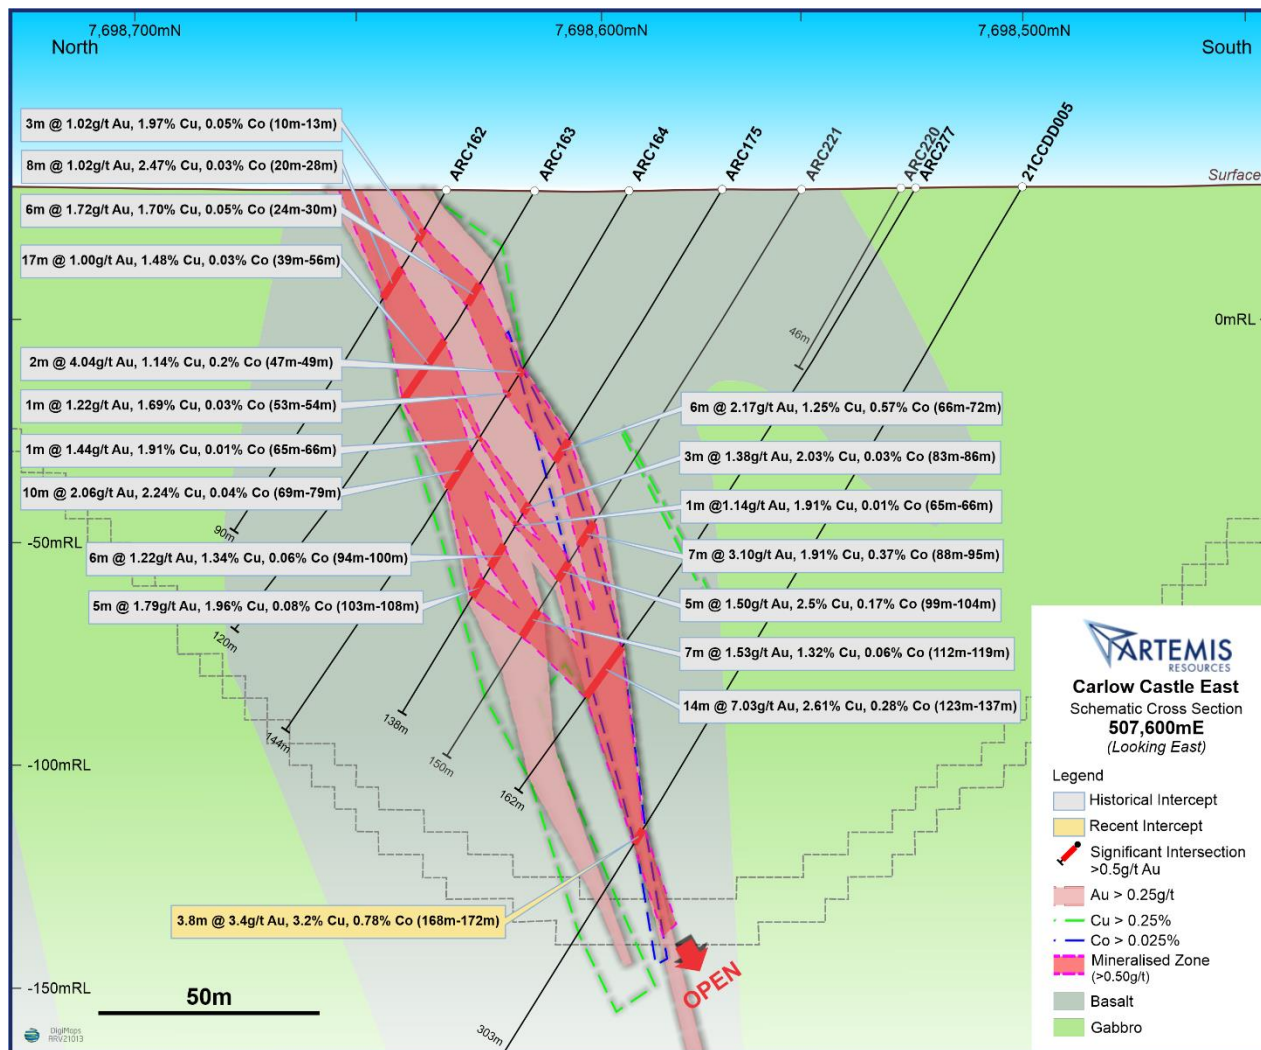 7,698,700mN
7,698,600mN
7,698,500mN
North
South
ARC162
ARC163
ARC164
ARC175
ARC221
ARC220
ARC277
21CCDD005
Surface
3m @ 1.02g/t Au, 1.97% Cu, 0.05% Co (10m-13m)
8m @ 1.02g/t Au, 2.47% Cu, 0.03% Co (20m-28m)
6m @ 1.72g/t Au, 1.70% Cu, 0.05% Co (24m-30m)
17m @ 1.00g/t Au, 1.48% Cu, 0.03% Co (39m-56m)
2m @ 4.04g/t Au, 1.14% Cu, 0.2% Co (47m-49m)
1m @ 1.22g/t Au, 1.69% Cu, 0.03% Co (53m-54m)
1m @ 1.44g/t Au, 1.91% Cu, 0.01% Co (65m-66m)
10m @ 2.06g/t Au, 2.24% Cu, 0.04% Co (69m-79m)
6m @ 1.22g/t Au, 1.34% Cu, 0.06% Co (94m-100m)
5m @ 1.79g/t Au, 1.96% Cu, 0.08% Co (103m-108m)
6m @ 2.17g/t Au, 1.25% Cu, 0.57% Co (66m-72m)
3m @ 1.38g/t Au, 2.03% Cu, 0.03% Co (83m-86m)
1m @1.14g/t Au, 1.91% Cu, 0.01% Co (65m-66m)
7m @ 3.10g/t Au, 1.91% Cu, 0.37% Co (88m-95m)
5m @ 1.50g/t Au, 2.5% Cu, 0.17% Co (99m-104m)
7m @ 1.53g/t Au, 1.32% Cu, 0.06% Co (112m-119m)
14m @ 7.03g/t Au, 2.61% Cu, 0.28% Co (123m-137m)
3.8m @ 3.4g/t Au, 3.2% Cu, 0.78% Co (168m-172m)
0mRL
-50mRL
-100mRL
-150mRL
46m
90m
120m
144m
138m
150m
162m
303m
OPEN
50m
DigiMaps
RRV21013
ARTEMIS
RESOURCES
Carlow Castle East
Schematic Cross Section
507,600mE
(Looking East)
Legend
Historical Intercept
Recent Intercept
Significant Intersection
>0.5g/t Au
Au > 0.25g/t
Cu > 0.25%
Co > 0.025%
Mineralised Zone
(>0.50g/t)
Basalt
Gabbro